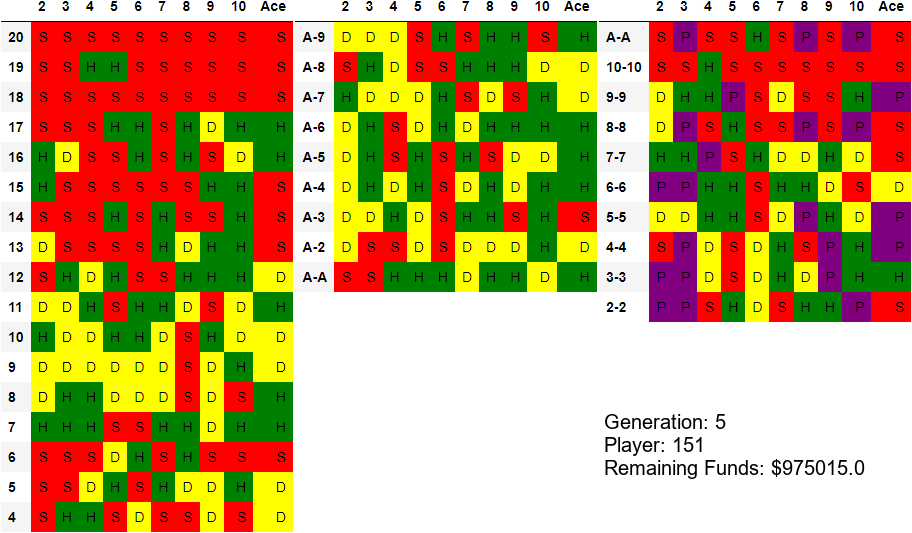 2 3 4 5 6 7 8 9 10 Ace
20 S S S S S S S S S S
19 S S H H S S S S S S
18 S S S S S S S S S S
17 S S S H H S H D H H
16 H D S S H S H S D H
15 H S S S S S S H H S
14 S S S H S H S S H S
13 D S S S S H D H H S
12 S H D H S S H H H D
11 D D H S H H D S D H
10 H D D H H D S H D D
9 D D D D D D S D H D
8 D H H D D D S D S H
7 H H H S S H H D H H
6 S S S D H S H S S S
5 S S D H S H D D H D
4 S H H S D S S D S D
2 3 4 5 6 7 8 9 10 Ace
A-9 D D D S H S H H S H
A-8 S H D S S H H H D D
A-7 H D D D H S D S H D
A-6 D H S D H D H H H H
A-5 D H S H S H S D D H
A-4 D H D H S D H D H H
A-3 D D H D S H H S H S
A-2 D S S D S D D D H D
A-A S S H H H D H H D H
2 3 4 5 6 7 8 9 10 Ace
A-A S P S S H S P S P S
10-10 S S H S S S S S S S
9-9 D H H P S D S S H P
8-8 D P S H S S P S P S
7-7 H H P S H D D H D S
6-6 P P H H S H H D S D
5-5 D D H H S D P H D P
4-4 S P D S D H S P H P
3-3 P P D S D H D P H H
2-2 P P S H D S H H P S
Generation: 5
Player: 151
Remaining Funds: $975015.0